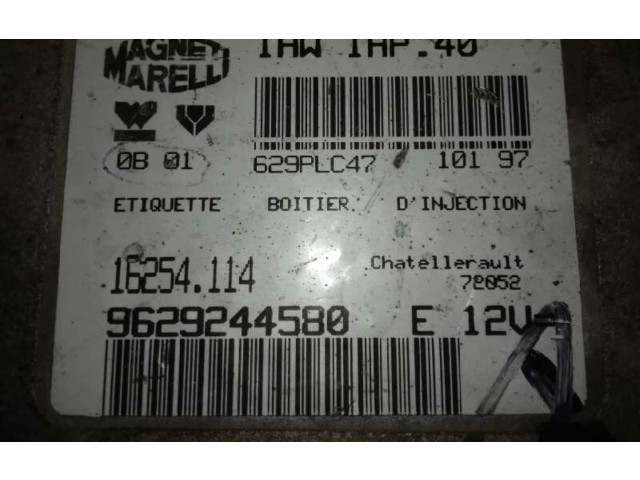 MAGNETI
MARELLI
IAW 1AP.40
0B 01
629PLC47 101 97
ETIQUETTE BOITIER D'INJECTION
16254.114
Chatellerault
72052
9629244580 E 12V